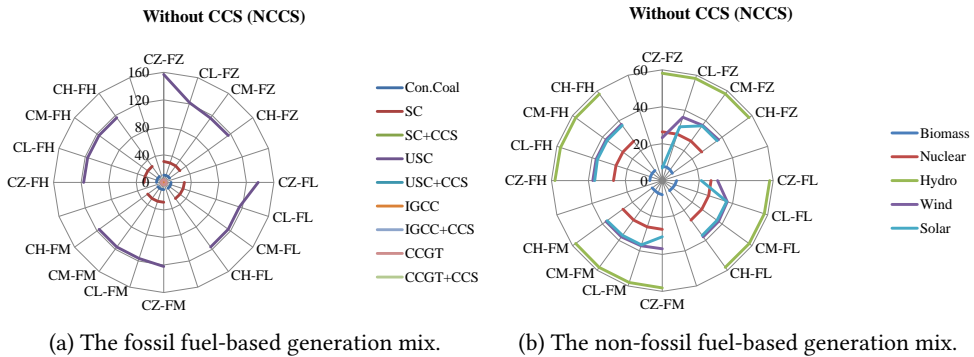 Without CCS (NCCS)
CZ-FZ
CL-FZ
CM-FZ
CH-FZ
CZ-FL
CL-FL
CM-FL
CH-FL
CZ-FM
CL-FM
CM-FM
CH-FM
CZ-FH
CL-FH
CM-FH
CH-FH
160
120
80
40
0
Con.Coal
SC
SC+CCS
USC
USC+CCS
IGCC
IGCC+CCS
CCGT
CCGT+CCS
(a) The fossil fuel-based generation mix.
Without CCS (NCCS)
CZ-FZ
CL-FZ
CM-FZ
CH-FZ
CZ-FL
CL-FL
CM-FL
CH-FL
CZ-FM
CL-FM
CM-FM
CH-FM
CZ-FH
CL-FH
CM-FH
CH-FH
60
40
20
0
Biomass
Nuclear
Hydro
Wind
Solar
(b) The non-fossil fuel-based generation mix.